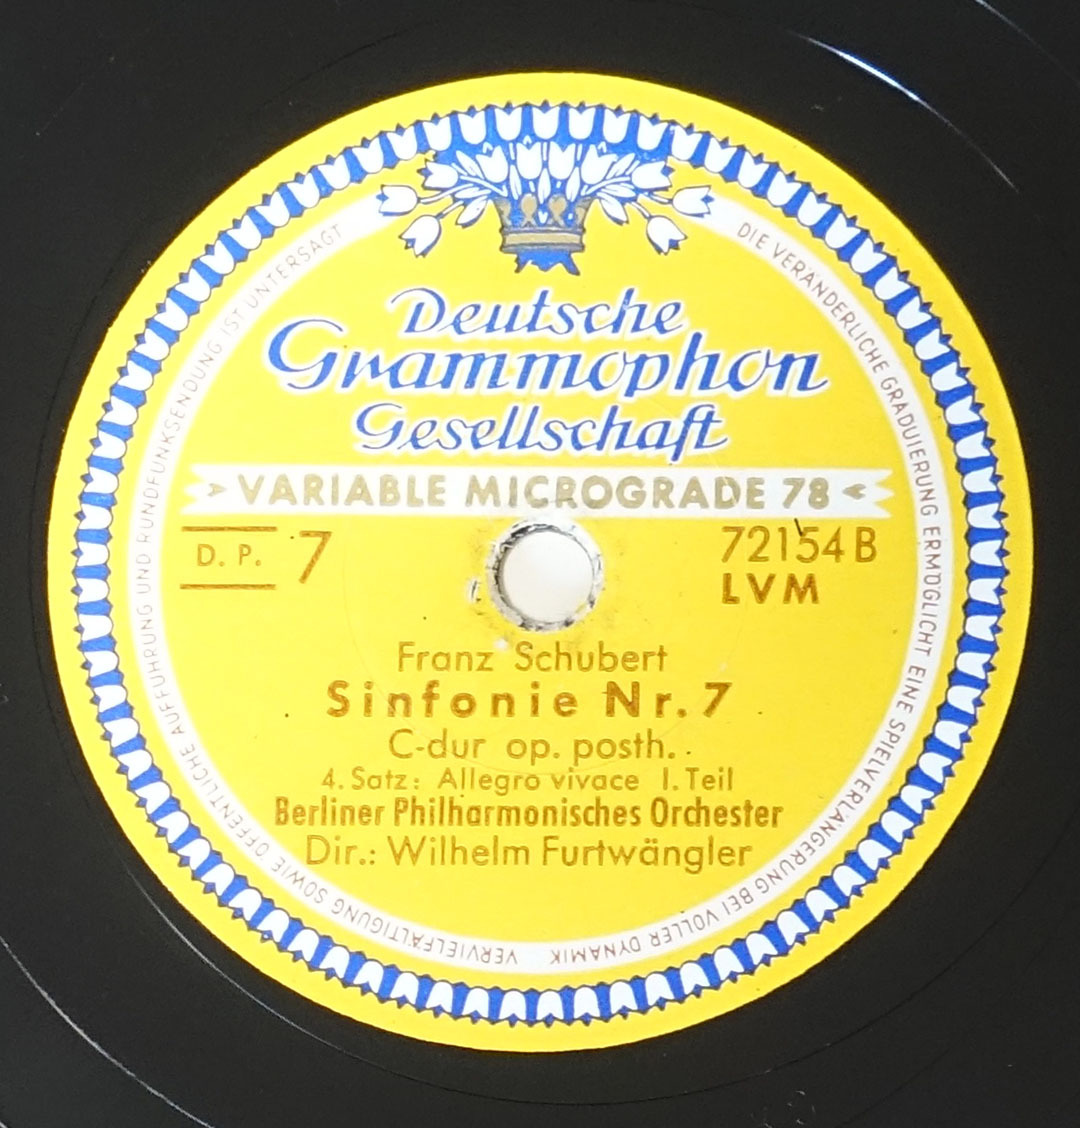 Deutsche
Grammophon
Gesellschaft
VARIABLE MICROGRADE 78
D. P. 7
72154 B
LVM
Franz Schubert
Sinfonie Nr. 7
C-dur op. posth.
4. Satz: Allegro vivace I. Teil
Berliner Philharmonisches Orchester
Dir.: Wilhelm Furtwängler
DIE VERÄNDERLICHE GRADUIERUNG ERMÖGLICHT EINE SPIELVERLÄNGERUNG BEI VOLLER DYNAMIK
VERVIELFÄLTIGUNG SOWIE ÖFFENTLICHE AUFFÜHRUNG UND RUNDFUNKSENDUNG IST UNTERSAGT